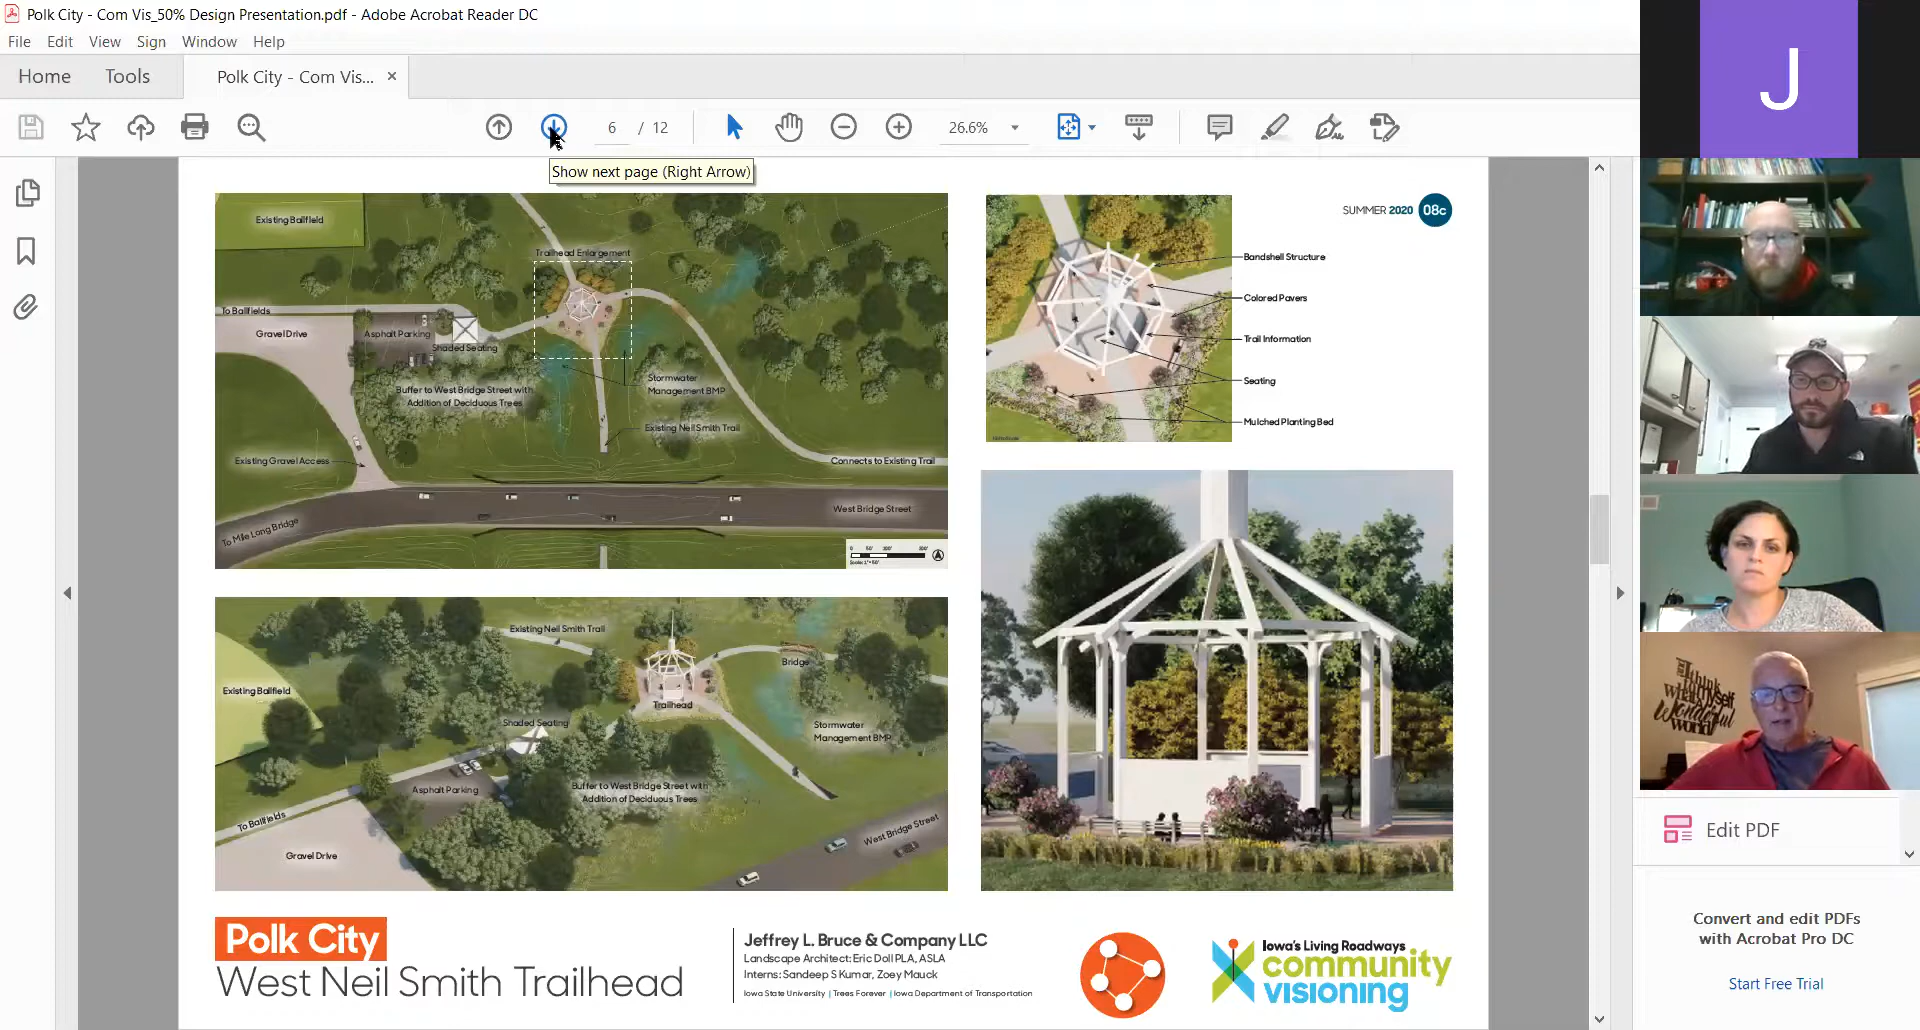 Polk City - Com Vis_50% Design Presentation.pdf - Adobe Acrobat Reader DC
File Edit View Sign Window Help
Home Tools Polk City - Com Vis... ×
6 / 12 26.6%
Show next page (Right Arrow)
Existing Ballfield
Trailhead Enlargement
To Ballfields
Gravel Drive
Asphalt Parking
Shaded Seating
Buffer to West Bridge Street with
Addition of Deciduous Trees
Stormwater
Management BMP
Existing Neil Smith Trail
Existing Gravel Access
Connects to Existing Trail
West Bridge Street
To Mile Long Bridge
SUMMER 2020 08c
Bandshell Structure
Colored Pavers
Trail Information
Seating
Mulched Planting Bed
Existing Neil Smith Trail
Bridge
Existing Ballfield
Trailhead
Shaded Seating
Stormwater
Management BMP
Asphalt Parking
Buffer to West Bridge Street with
Addition of Deciduous Trees
To Ballfields
West Bridge Street
Gravel Drive
Polk City
West Neil Smith Trailhead
Jeffrey L. Bruce & Company LLC
Landscape Architect: Eric Doll PLA, ASLA
Interns: Sandeep S Kumar, Zoey Mauck
Iowa State University | Trees Forever | Iowa Department of Transportation
Iowa's Living Roadways
community
visioning
J
And
I think
to myself
what a
Wonderful
world
Edit PDF
Convert and edit PDFs
with Acrobat Pro DC
Start Free Trial